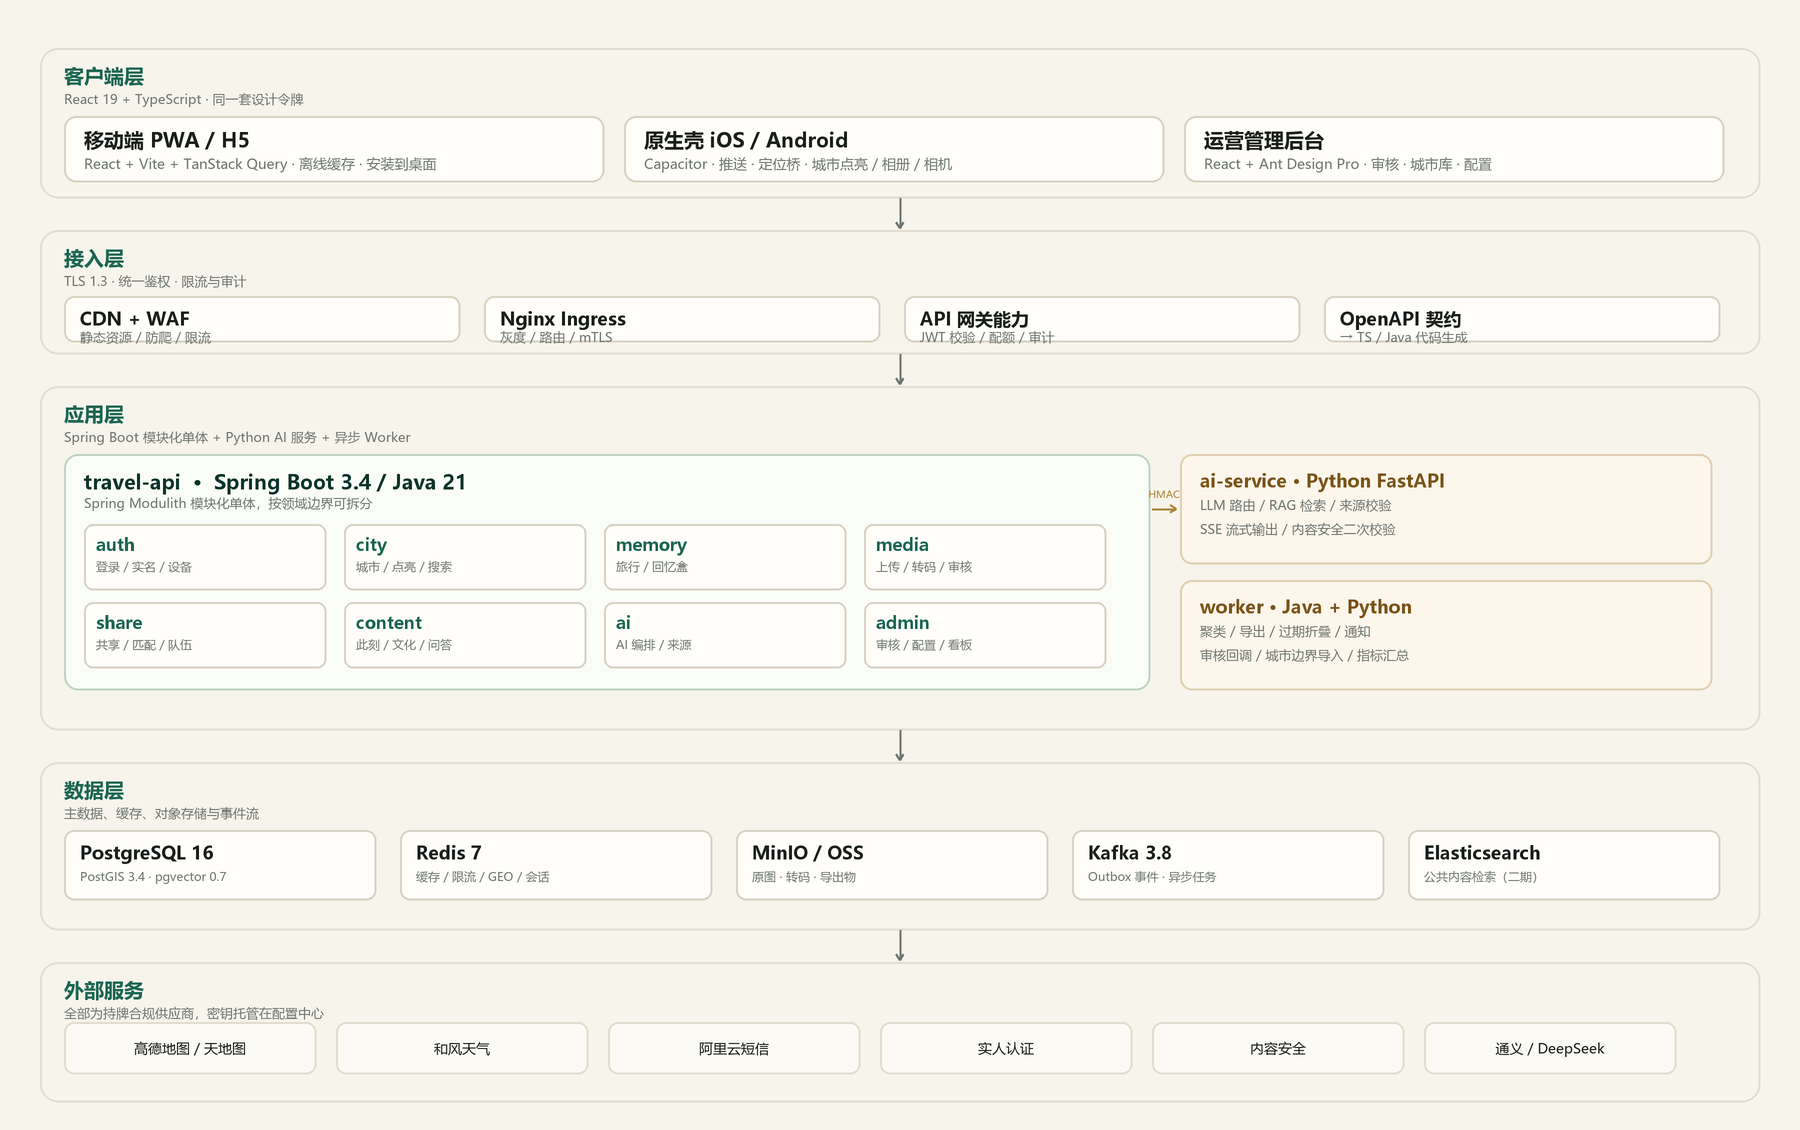 客户端层
React 19 + TypeScript · 同一套设计令牌
移动端 PWA / H5
React + Vite + TanStack Query · 离线缓存 · 安装到桌面
原生壳 iOS / Android
Capacitor · 推送 · 定位桥 · 城市点亮 / 相册 / 相机
运营管理后台
React + Ant Design Pro · 审核 · 城市库 · 配置
接入层
TLS 1.3 · 统一鉴权 · 限流与审计
CDN + WAF
静态资源 / 防爬 / 限流
Nginx Ingress
灰度 / 路由 / mTLS
API 网关能力
JWT 校验 / 配额 / 审计
OpenAPI 契约
→ TS / Java 代码生成
应用层
Spring Boot 模块化单体 + Python AI 服务 + 异步 Worker
travel-api • Spring Boot 3.4 / Java 21
Spring Modulith 模块化单体，按领域边界可拆分
auth
登录 / 实名 / 设备
city
城市 / 点亮 / 搜索
memory
旅行 / 回忆盒
media
上传 / 转码 / 审核
share
共享 / 匹配 / 队伍
content
此刻 / 文化 / 问答
ai
AI 编排 / 来源
admin
审核 / 配置 / 看板
HMAC
ai-service • Python FastAPI
LLM 路由 / RAG 检索 / 来源校验
SSE 流式输出 / 内容安全二次校验
worker • Java + Python
聚类 / 导出 / 过期折叠 / 通知
审核回调 / 城市边界导入 / 指标汇总
数据层
主数据、缓存、对象存储与事件流
PostgreSQL 16
PostGIS 3.4 · pgvector 0.7
Redis 7
缓存 / 限流 / GEO / 会话
MinIO / OSS
原图 · 转码 · 导出物
Kafka 3.8
Outbox 事件 · 异步任务
Elasticsearch
公共内容检索（二期）
外部服务
全部为持牌合规供应商，密钥托管在配置中心
高德地图 / 天地图
和风天气
阿里云短信
实人认证
内容安全
通义 / DeepSeek